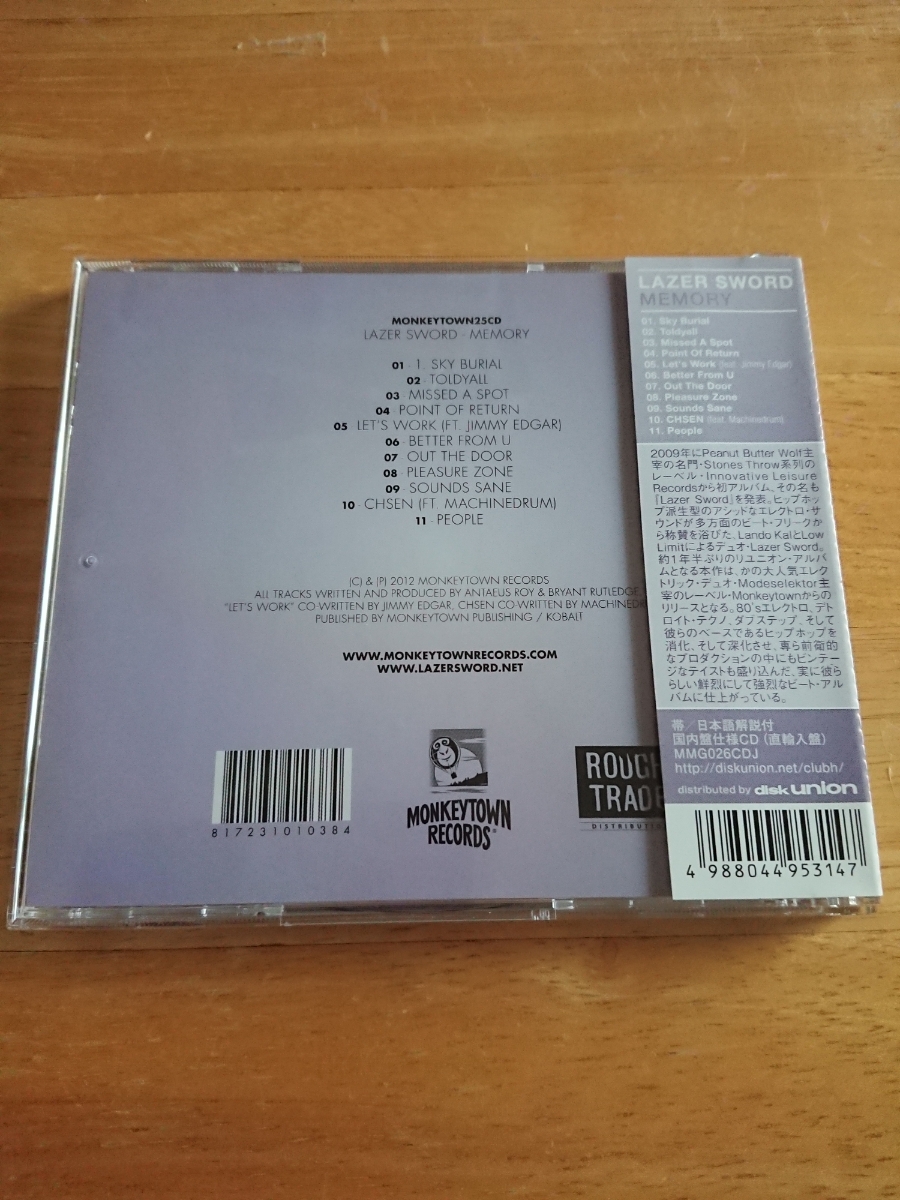 MONKEYTOWN25CD
LAZER SWORD - MEMORY
01 · 1. SKY BURIAL
02 · TOLDYALL
03 · MISSED A SPOT
04 · POINT OF RETURN
05 · LET'S WORK (FT. JIMMY EDGAR)
06 · BETTER FROM U
07 · OUT THE DOOR
08 · PLEASURE ZONE
09 · SOUNDS SANE
10 · CHSEN (FT. MACHINEDRUM)
11 · PEOPLE
(C) & (P) 2012 MONKEYTOWN RECORDS
ALL TRACKS WRITTEN AND PRODUCED BY ANTAEUS ROY & BRYANT RUTLEDGE,
"LET'S WORK" CO-WRITTEN BY JIMMY EDGAR, CHSEN CO-WRITTEN BY MACHINEDR
PUBLISHED BY MONKEYTOWN PUBLISHING / KOBALT
WWW.MONKEYTOWNRECORDS.COM
WWW.LAZERSWORD.NET
817231010384
MONKEYTOWN
RECORDS
ROUGH
TRADE
DISTRIBUT
LAZER SWORD
MEMORY
01. Sky Burial
02. Toldyall
03. Missed A Spot
04. Point Of Return
05. Let's Work (feat. Jimmy Edgar)
06. Better From U
07. Out The Door
08. Pleasure Zone
09. Sounds Sane
10. CHSEN (feat. Machinedrum)
11. People
2009年にPeanut Butter Wolf主
宰の名門・Stones Throw系列の
レーベル・Innovative Leisure
Recordsから初アルバム、その名も
『Lazer Sword』を発表。ヒップホッ
プ派生型のアシッドなエレクトロ・サ
ウンドが多方面のビート・フリークか
ら称賛を浴びた、Lando KalとLow
Limitによるデュオ・Lazer Sword。
約1年半ぶりのリユニオン・アルバ
ムとなる本作は、かの大人気エレク
トリック・デュオ・Modeselektor主
宰のレーベル・Monkeytownからの
リリースとなる。80'sエレクトロ、デト
ロイト・テクノ、ダブステップ、そして
彼らのベースであるヒップホップを
消化、そして深化させ、専ら前衛的
なプロダクションの中にもビンテー
ジなテイストも盛り込んだ、実に彼ら
らしい鮮烈にして強烈なビート・アル
バムに仕上がっている。
帯/日本語解説付
国内盤仕様CD(直輸入盤)
MMG026CDJ
http://diskunion.net/clubh/
distributed by disk union
4 988044 953147